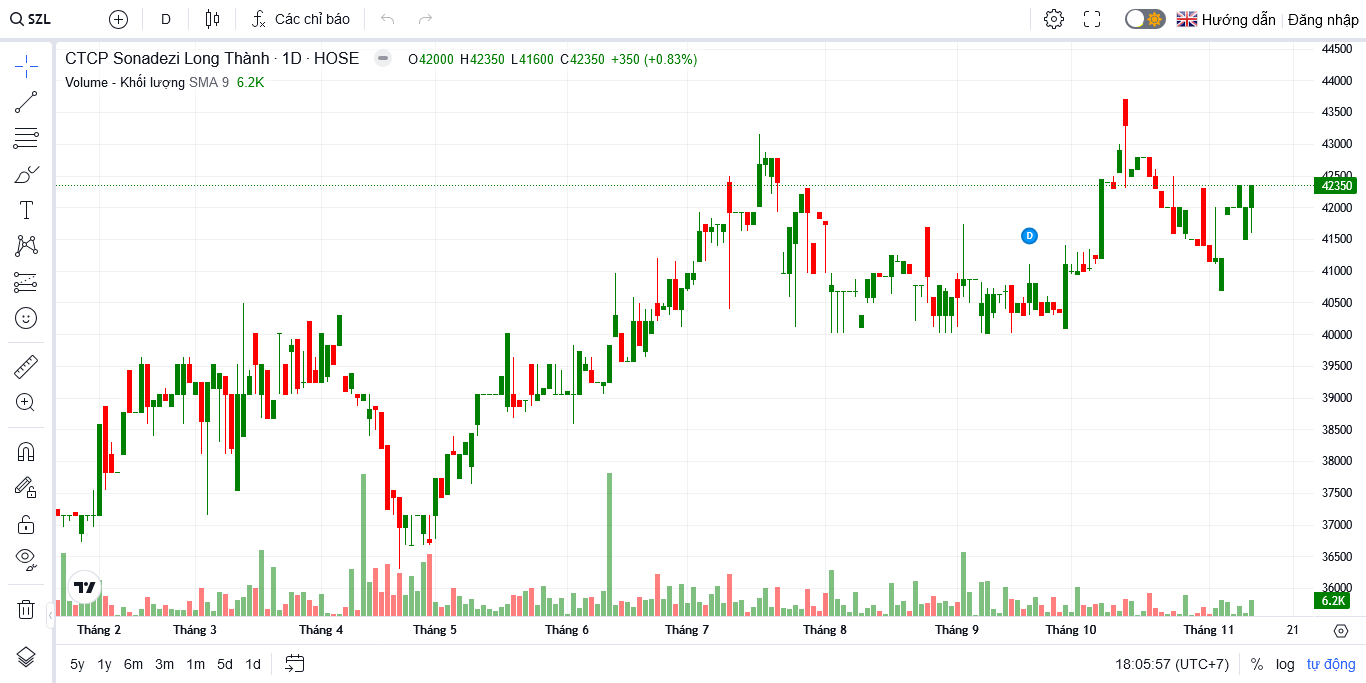 SZL D Các chỉ báo Hướng dẫn Đăng nhập
CTCP Sonadezi Long Thành · 1D · HOSE O42000 H42350 L41600 C42350 +350 (+0.83%)
Volume - Khối lượng SMA 9 6.2K
44500
44000
43500
43000
42500
42350
42000
41500
41000
40500
40000
39500
39000
38500
38000
37500
37000
36500
36000
6.2K
D
Tháng 2 Tháng 3 Tháng 4 Tháng 5 Tháng 6 Tháng 7 Tháng 8 Tháng 9 Tháng 10 Tháng 11 21
5y 1y 6m 3m 1m 5d 1d 18:05:57 (UTC+7) % log tự động